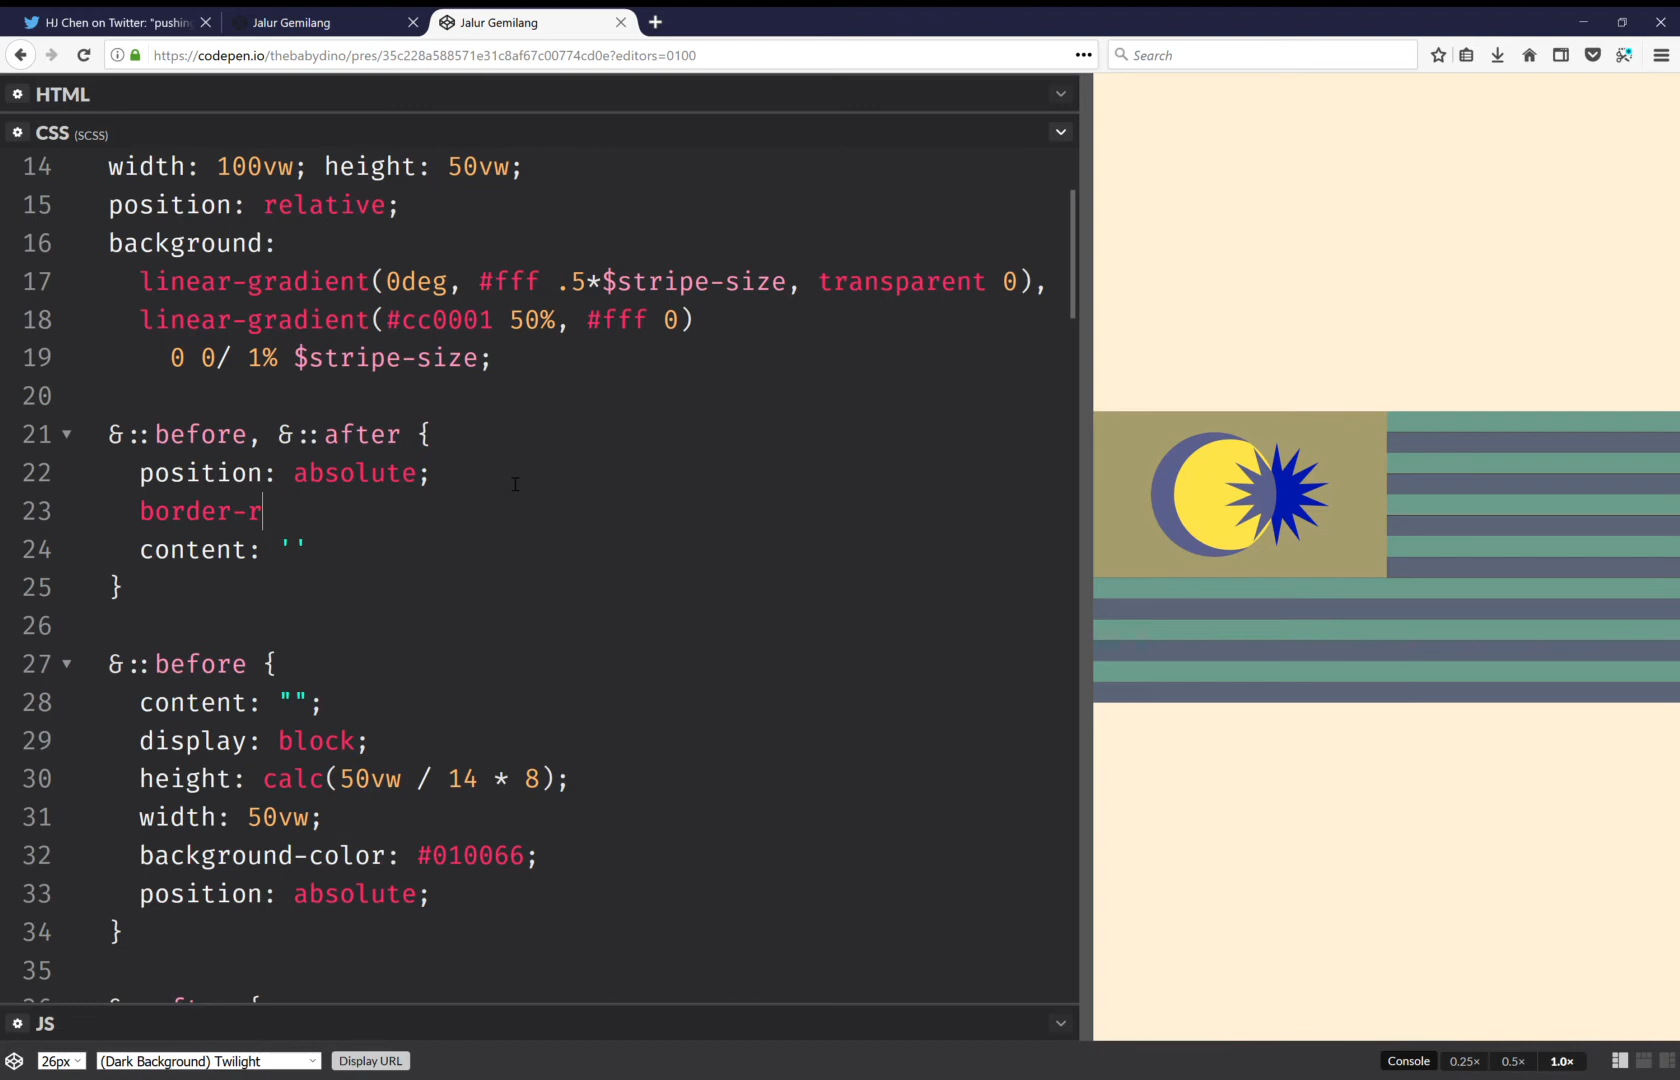 HJ Chen on Twitter: "pushin
Jalur Gemilang
Jalur Gemilang
https://codepen.io/thebabydino/pres/35c228a588571e31c8af67c00774cd0e?editors=0100
Search
HTML
CSS (SCSS)
14 width: 100vw; height: 50vw;
15 position: relative;
16 background:
17 linear-gradient(0deg, #fff .5*$stripe-size, transparent 0),
18 linear-gradient(#cc0001 50%, #fff 0)
19 0 0/ 1% $stripe-size;
20
21 &::before, &::after {
22 position: absolute;
23 border-r
24 content: ''
25 }
26
27 &::before {
28 content: "";
29 display: block;
30 height: calc(50vw / 14 * 8);
31 width: 50vw;
32 background-color: #010066;
33 position: absolute;
34 }
35
JS
26px (Dark Background) Twilight Display URL Console 0.25× 0.5× 1.0×